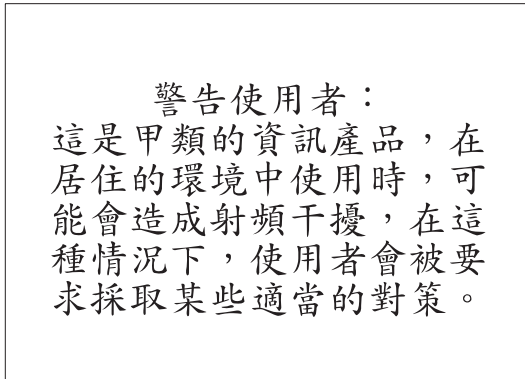 警告使用者：
這是甲類的資訊產品，在
居住的環境中使用時，可
能會造成射頻干擾，在這
種情況下，使用者會被要
求採取某些適當的對策。